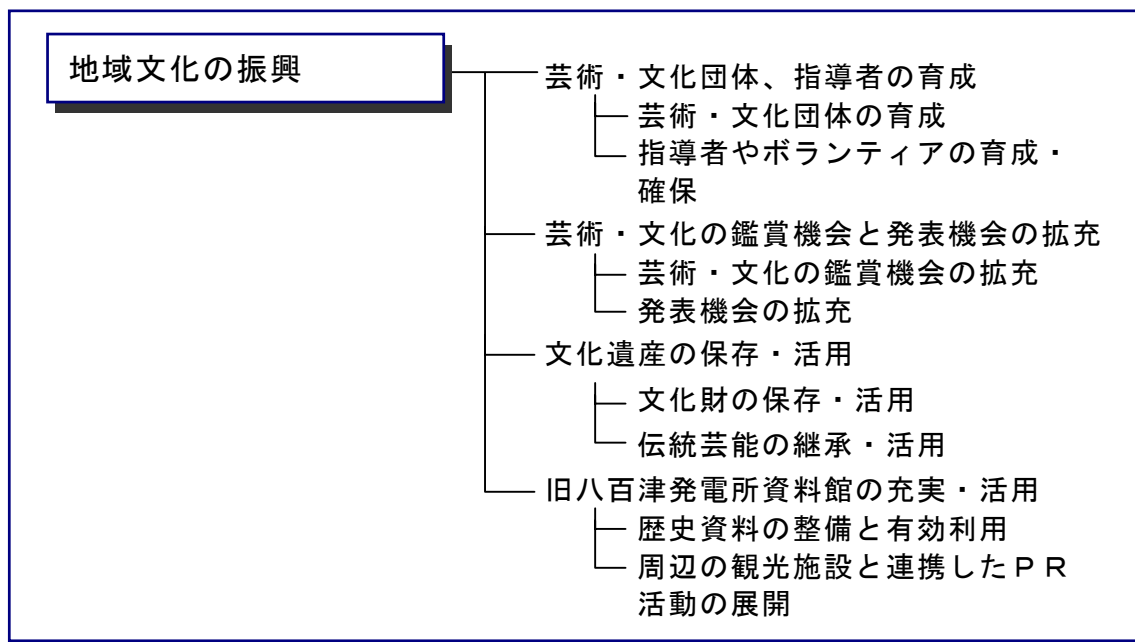 地域文化の振興
芸術・文化団体、指導者の育成
芸術・文化団体の育成
指導者やボランティアの育成・
確保
芸術・文化の鑑賞機会と発表機会の拡充
芸術・文化の鑑賞機会の拡充
発表機会の拡充
文化遺産の保存・活用
文化財の保存・活用
伝統芸能の継承・活用
旧八百津発電所資料館の充実・活用
歴史資料の整備と有効利用
周辺の観光施設と連携したＰＲ
活動の展開